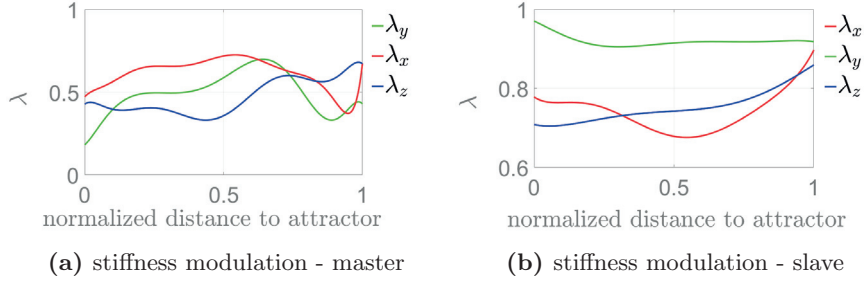 1
0.5
0
λ
0
0.5
1
normalized distance to attractor
λ_y
λ_x
λ_z
(a) stiffness modulation - master
1
0.8
0.6
λ
0
0.5
1
normalized distance to attractor
λ_x
λ_y
λ_z
(b) stiffness modulation - slave